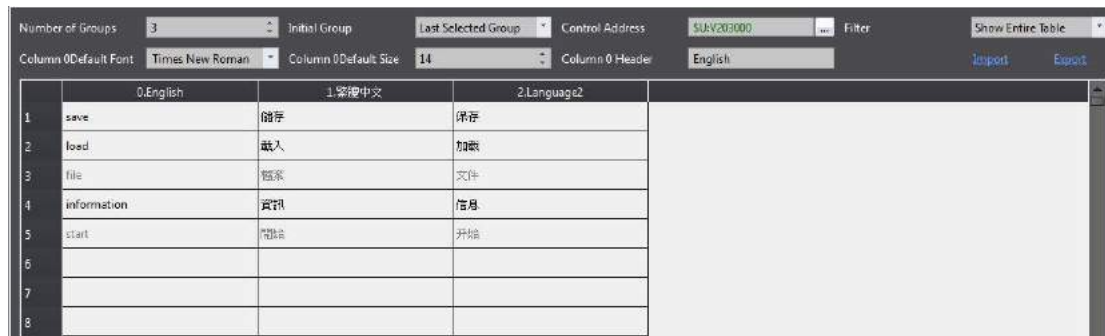 Number of Groups 3 Initial Group Last Selected Group Control Address SU:V203000 ... Filter Show Entire Table
Column 0Default Font Times New Roman Column 0Default Size 14 Column 0 Header English Import Export
0.English 1.繁體中文 2.Language2
1 save 儲存 保存
2 load 載入 加载
3 file 檔案 文件
4 information 資訊 信息
5 start 開始 开始
6
7
8